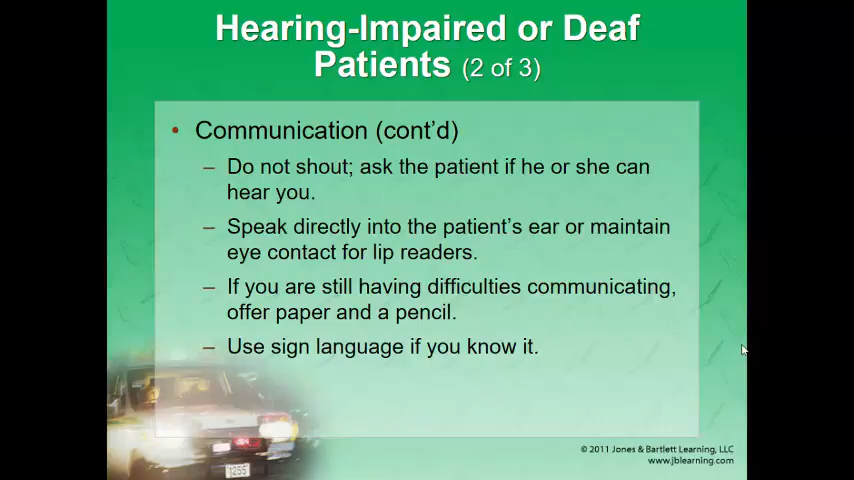 Hearing-Impaired or Deaf
Patients (2 of 3)
• Communication (cont’d)
– Do not shout; ask the patient if he or she can
hear you.
– Speak directly into the patient’s ear or maintain
eye contact for lip readers.
– If you are still having difficulties communicating,
offer paper and a pencil.
– Use sign language if you know it.
1255
© 2011 Jones & Bartlett Learning, LLC
www.jblearning.com